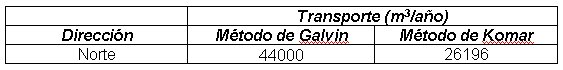 Transporte (m³/año)
Dirección Método de Galvin Método de Komar
Norte 44000 26196